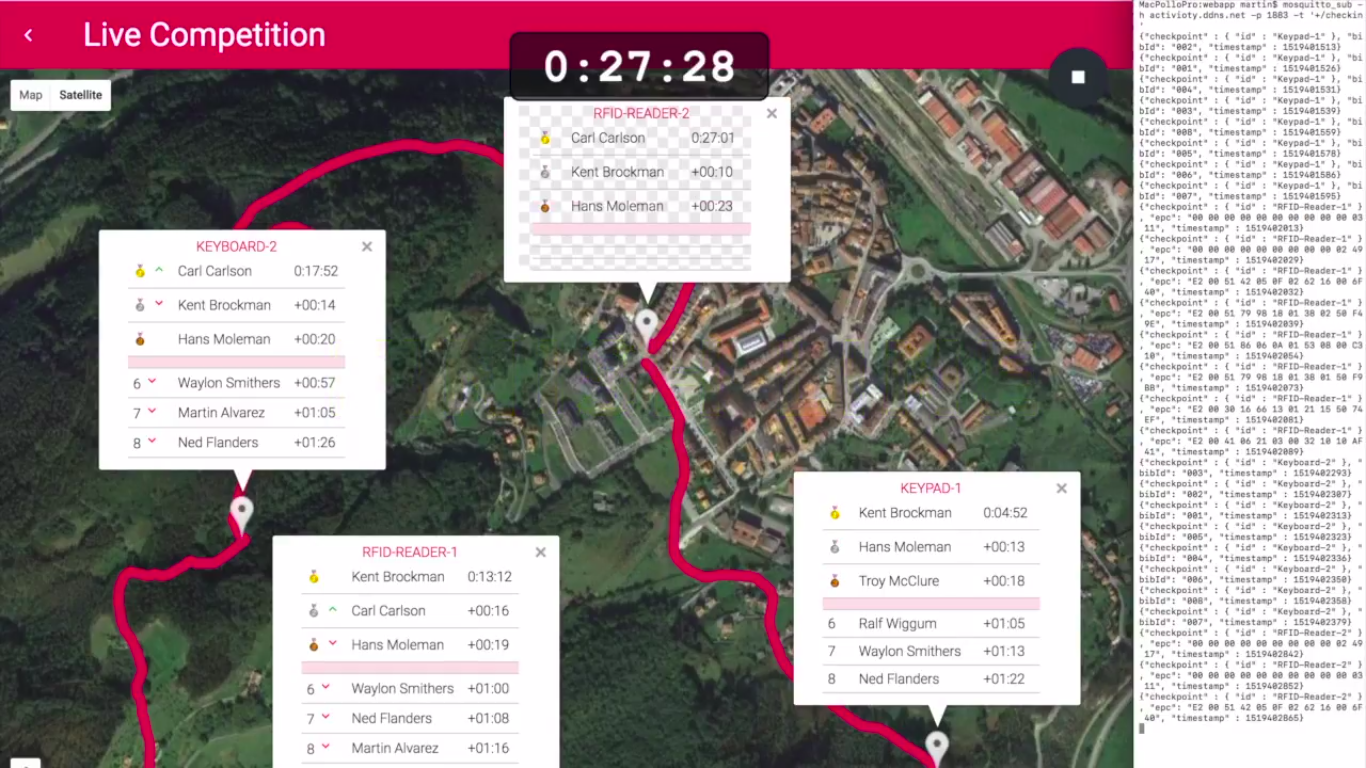 Live Competition
0:27:28
Map
Satellite
RFID-READER-2
Carl Carlson 0:27:01
Kent Brockman +00:10
Hans Moleman +00:23
KEYBOARD-2
Carl Carlson 0:17:52
Kent Brockman +00:14
Hans Moleman +00:20
6 Waylon Smithers +00:57
7 Martin Alvarez +01:05
8 Ned Flanders +01:26
RFID-READER-1
Kent Brockman 0:13:12
Carl Carlson +00:16
Hans Moleman +00:19
6 Waylon Smithers +01:00
7 Ned Flanders +01:08
8 Martin Alvarez +01:16
KEYPAD-1
Kent Brockman 0:04:52
Hans Moleman +00:13
Troy McClure +00:18
6 Ralf Wiggum +01:05
7 Waylon Smithers +01:13
8 Ned Flanders +01:22
MacPolloPro:webapp martin$ mosquitto_sub -
h activioty.ddns.net -p 1883 -t '+/checkin
'
{"checkpoint" : { "id" : "Keypad-1" }, "bi
bId": "002", "timestamp" : 1519401513}
{"checkpoint" : { "id" : "Keypad-1" }, "bi
bId": "001", "timestamp" : 1519401526}
{"checkpoint" : { "id" : "Keypad-1" }, "bi
bId": "004", "timestamp" : 1519401531}
{"checkpoint" : { "id" : "Keypad-1" }, "bi
bId": "003", "timestamp" : 1519401539}
{"checkpoint" : { "id" : "Keypad-1" }, "bi
bId": "008", "timestamp" : 1519401559}
{"checkpoint" : { "id" : "Keypad-1" }, "bi
bId": "005", "timestamp" : 1519401578}
{"checkpoint" : { "id" : "Keypad-1" }, "bi
bId": "006", "timestamp" : 1519401586}
{"checkpoint" : { "id" : "Keypad-1" }, "bi
bId": "007", "timestamp" : 1519401595}
{"checkpoint" : { "id" : "RFID-Reader-1" }
, "epc": "00 00 00 00 00 00 00 00 00 00 03
11", "timestamp" : 1519402013}
{"checkpoint" : { "id" : "RFID-Reader-1" }
, "epc": "00 00 00 00 00 00 00 00 00 02 49
17", "timestamp" : 1519402029}
{"checkpoint" : { "id" : "RFID-Reader-1" }
, "epc": "E2 00 51 42 05 0F 02 62 16 00 6F
40", "timestamp" : 1519402032}
{"checkpoint" : { "id" : "RFID-Reader-1" }
, "epc": "E2 00 51 79 98 18 01 38 02 50 F4
9E", "timestamp" : 1519402039}
{"checkpoint" : { "id" : "RFID-Reader-1" }
, "epc": "E2 00 51 86 06 0A 01 53 08 00 C3
10", "timestamp" : 1519402054}
{"checkpoint" : { "id" : "RFID-Reader-1" }
, "epc": "E2 00 51 79 98 18 01 38 01 50 F9
BB", "timestamp" : 1519402073}
{"checkpoint" : { "id" : "RFID-Reader-1" }
, "epc": "E2 00 30 16 66 13 01 21 15 50 74
EF", "timestamp" : 1519402081}
{"checkpoint" : { "id" : "RFID-Reader-1" }
, "epc": "E2 00 41 06 21 03 00 32 10 10 AF
41", "timestamp" : 1519402089}
{"checkpoint" : { "id" : "Keyboard-2" }, "
bibId": "003", "timestamp" : 1519402293}
{"checkpoint" : { "id" : "Keyboard-2" }, "
bibId": "002", "timestamp" : 1519402307}
{"checkpoint" : { "id" : "Keyboard-2" }, "
bibId": "001", "timestamp" : 1519402313}
{"checkpoint" : { "id" : "Keyboard-2" }, "
bibId": "005", "timestamp" : 1519402323}
{"checkpoint" : { "id" : "Keyboard-2" }, "
bibId": "004", "timestamp" : 1519402336}
{"checkpoint" : { "id" : "Keyboard-2" }, "
bibId": "006", "timestamp" : 1519402350}
{"checkpoint" : { "id" : "Keyboard-2" }, "
bibId": "008", "timestamp" : 1519402358}
{"checkpoint" : { "id" : "Keyboard-2" }, "
bibId": "007", "timestamp" : 1519402379}
{"checkpoint" : { "id" : "RFID-Reader-2" }
, "epc": "00 00 00 00 00 00 00 00 00 02 49
17", "timestamp" : 1519402842}
{"checkpoint" : { "id" : "RFID-Reader-2" }
, "epc": "00 00 00 00 00 00 00 00 00 00 03
11", "timestamp" : 1519402852}
{"checkpoint" : { "id" : "RFID-Reader-2" }
, "epc": "E2 00 51 42 05 0F 02 62 16 00 6F
40", "timestamp" : 1519402865}